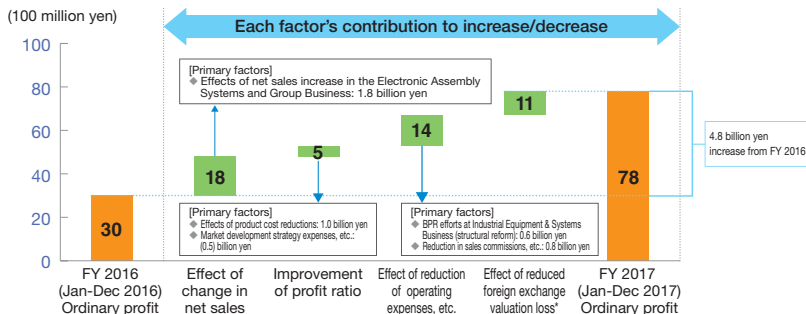 (100 million yen)
Each factor's contribution to increase/decrease
100
80
60
40
20
0
[Primary factors]
◆ Effects of net sales increase in the Electronic Assembly
Systems and Group Business: 1.8 billion yen
30
18
5
14
11
78
4.8 billion yen
increase from FY 2016
[Primary factors]
◆ Effects of product cost reductions: 1.0 billion yen
◆ Market development strategy expenses, etc.:
(0.5) billion yen
[Primary factors]
◆ BPR efforts at Industrial Equipment & Systems
Business (structural reform): 0.6 billion yen
◆ Reduction in sales commissions, etc.: 0.8 billion yen
FY 2016
(Jan-Dec 2016)
Ordinary profit
Effect of
change in
net sales
Improvement
of profit ratio
Effect of reduction
of operating
expenses, etc.
Effect of reduced
foreign exchange
valuation loss*
FY 2017
(Jan-Dec 2017)
Ordinary profit